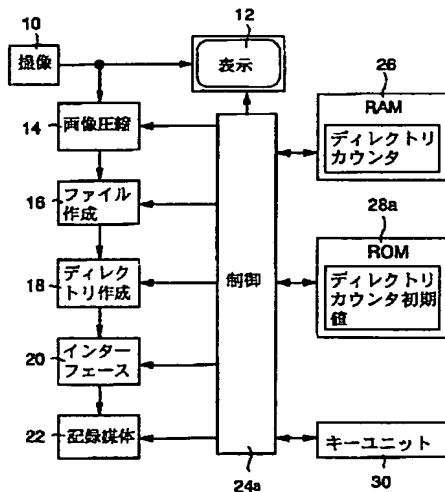 10
撮像
12
表示
14
画像圧縮
16
ファイル
作成
18
ディレク
トリ作成
20
インター
フェース
22
記録媒体
制御
24a
26
RAM
ディレクトリ
カウンタ
28a
ROM
ディレクトリ
カウンタ初期
値
キーユニット
30